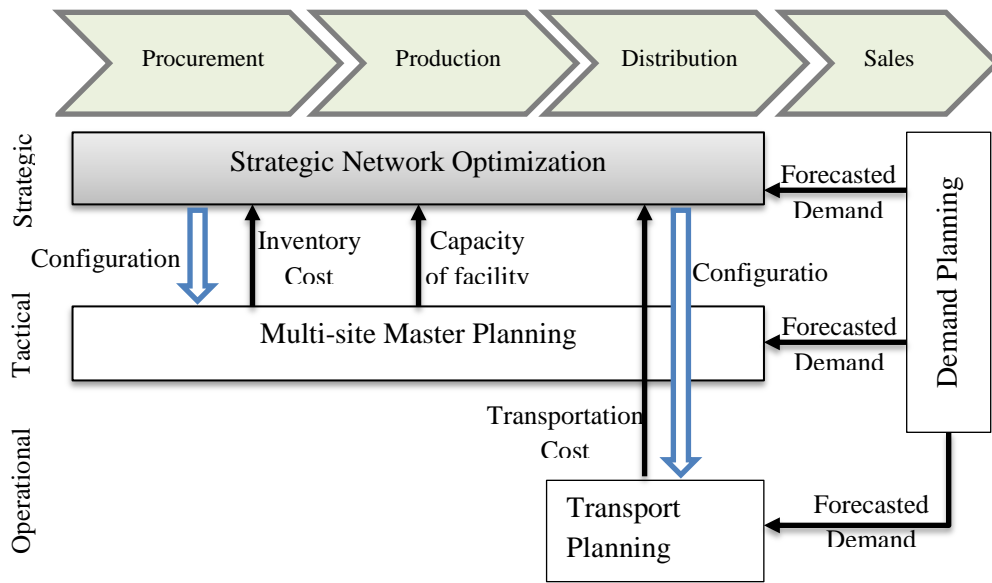 Procurement
Production
Distribution
Sales
Strategic
Strategic Network Optimization
Forecasted
Demand
Demand Planning
Configuration
Inventory
Cost
Capacity
of facility
Configuratio
Tactical
Multi-site Master Planning
Forecasted
Demand
Transportation
Cost
Operational
Transport
Planning
Forecasted
Demand